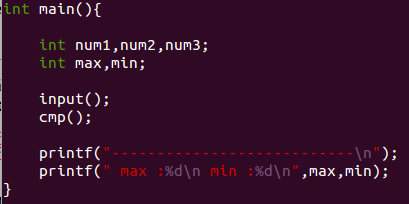 int main(){
int num1,num2,num3;
int max,min;
input();
cmp();
printf("---------------------------\n");
printf(" max :%d\n min :%d\n",max,min);
}